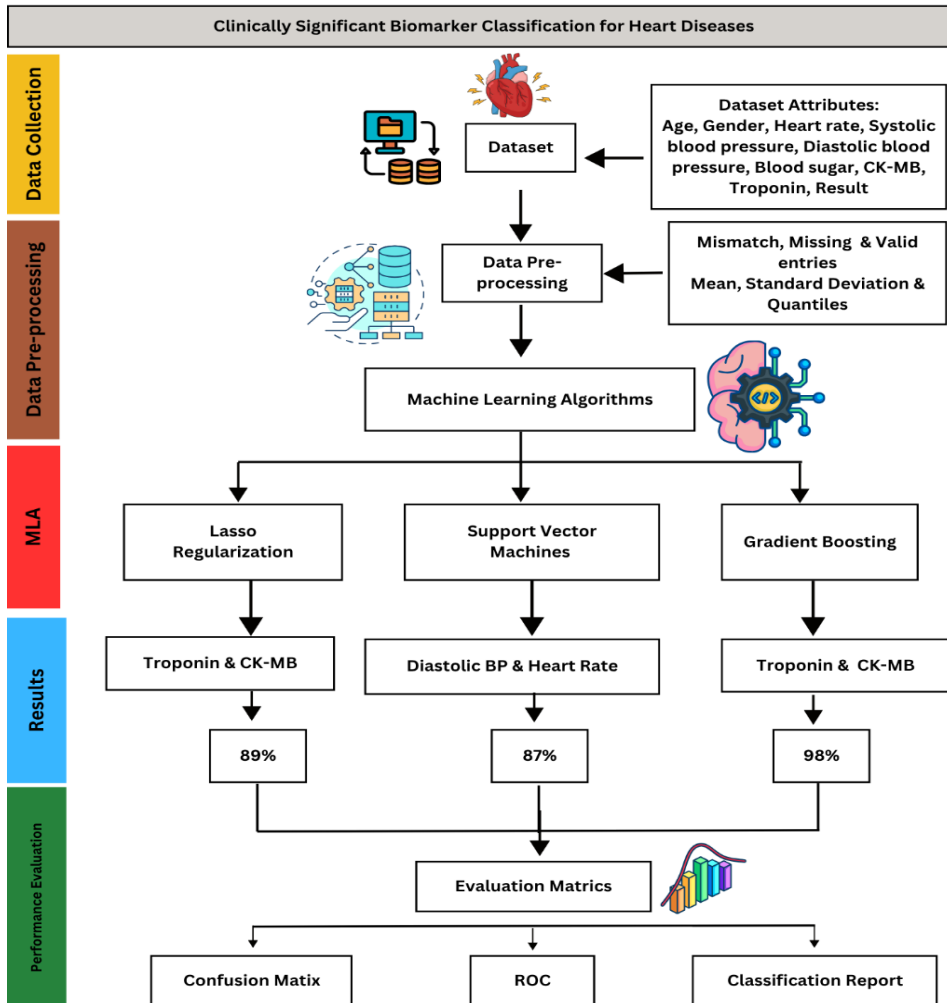 Clinically Significant Biomarker Classification for Heart Diseases
Data Collection
Dataset
Dataset Attributes:
Age, Gender, Heart rate, Systolic
blood pressure, Diastolic blood
pressure, Blood sugar, CK-MB,
Troponin, Result
Data Pre-processing
Data Pre-
processing
Mismatch, Missing & Valid
entries
Mean, Standard Deviation &
Quantiles
Machine Learning Algorithms
</>
MLA
Lasso
Regularization
Support Vector
Machines
Gradient Boosting
Results
Troponin & CK-MB
Diastolic BP & Heart Rate
Troponin & CK-MB
89%
87%
98%
Performance Evaluation
Evaluation Matrics
Confusion Matix
ROC
Classification Report